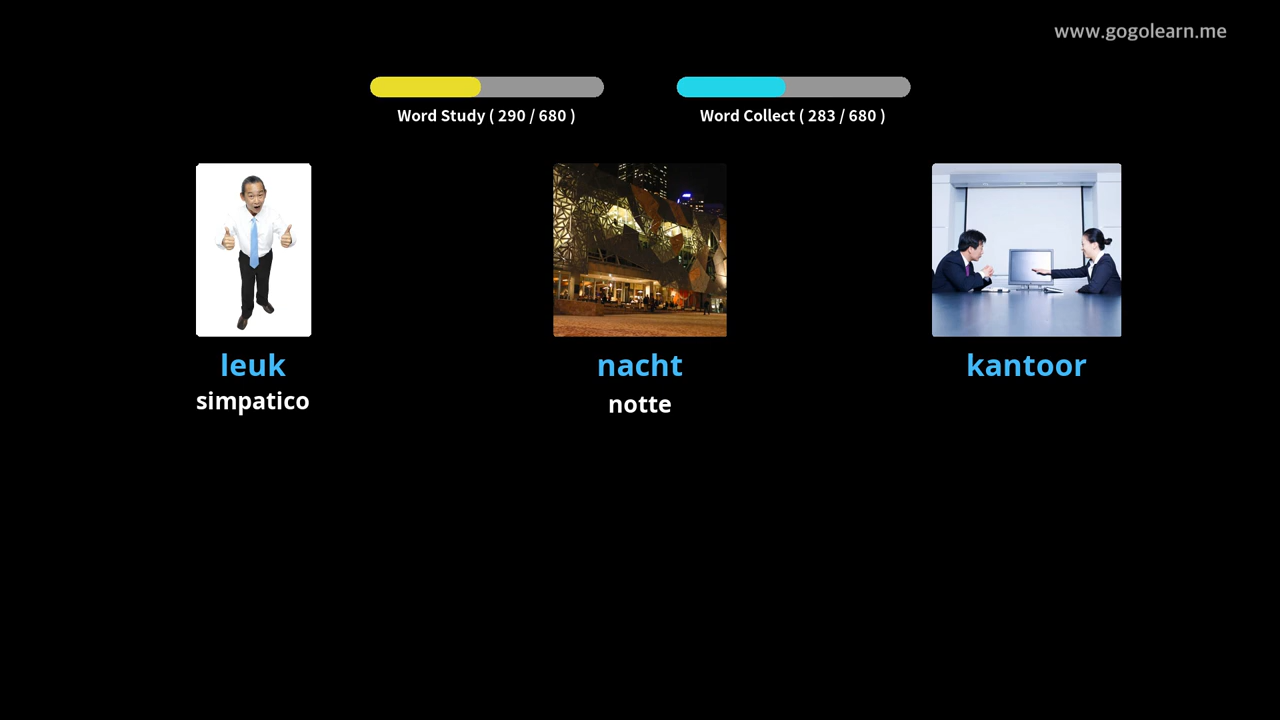 www.gogolearn.me
Word Study ( 290 / 680 )
Word Collect ( 283 / 680 )
leuk
simpatico
nacht
notte
kantoor